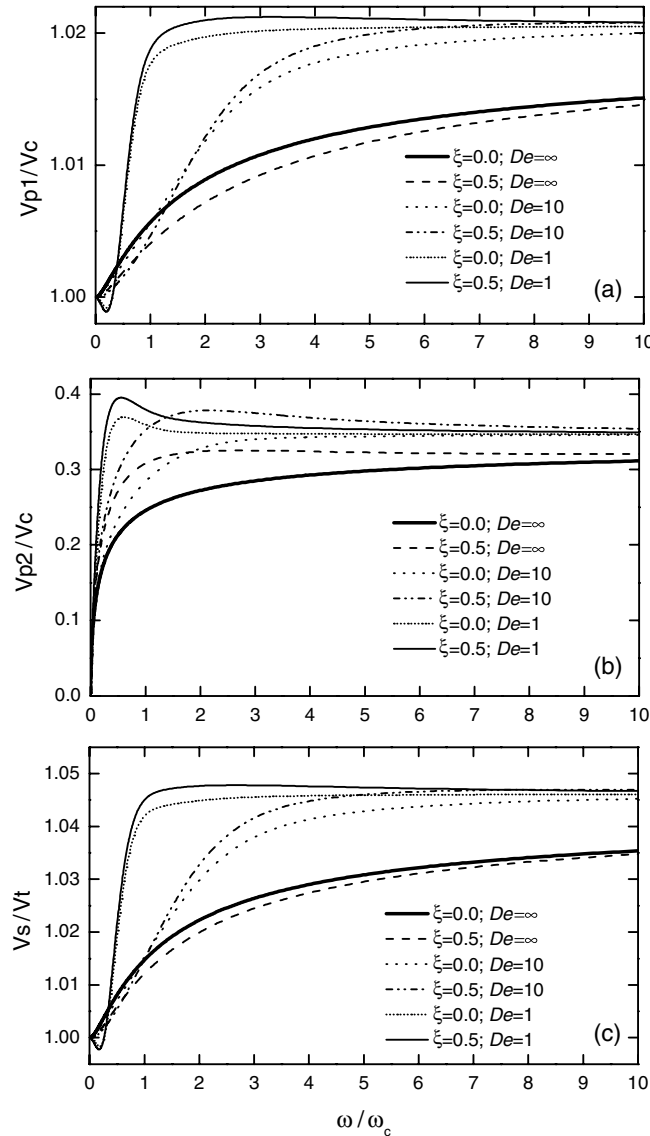 1.02
1.01
1.00
Vp1/Vc
ξ=0.0; De=∞
ξ=0.5; De=∞
ξ=0.0; De=10
ξ=0.5; De=10
ξ=0.0; De=1
ξ=0.5; De=1
(a)
0 1 2 3 4 5 6 7 8 9 10
0.4
0.3
0.2
0.1
0.0
Vp2/Vc
ξ=0.0; De=∞
ξ=0.5; De=∞
ξ=0.0; De=10
ξ=0.5; De=10
ξ=0.0; De=1
ξ=0.5; De=1
(b)
0 1 2 3 4 5 6 7 8 9 10
1.05
1.04
1.03
1.02
1.01
1.00
Vs/Vt
ξ=0.0; De=∞
ξ=0.5; De=∞
ξ=0.0; De=10
ξ=0.5; De=10
ξ=0.0; De=1
ξ=0.5; De=1
(c)
0 1 2 3 4 5 6 7 8 9 10
ω/ωc